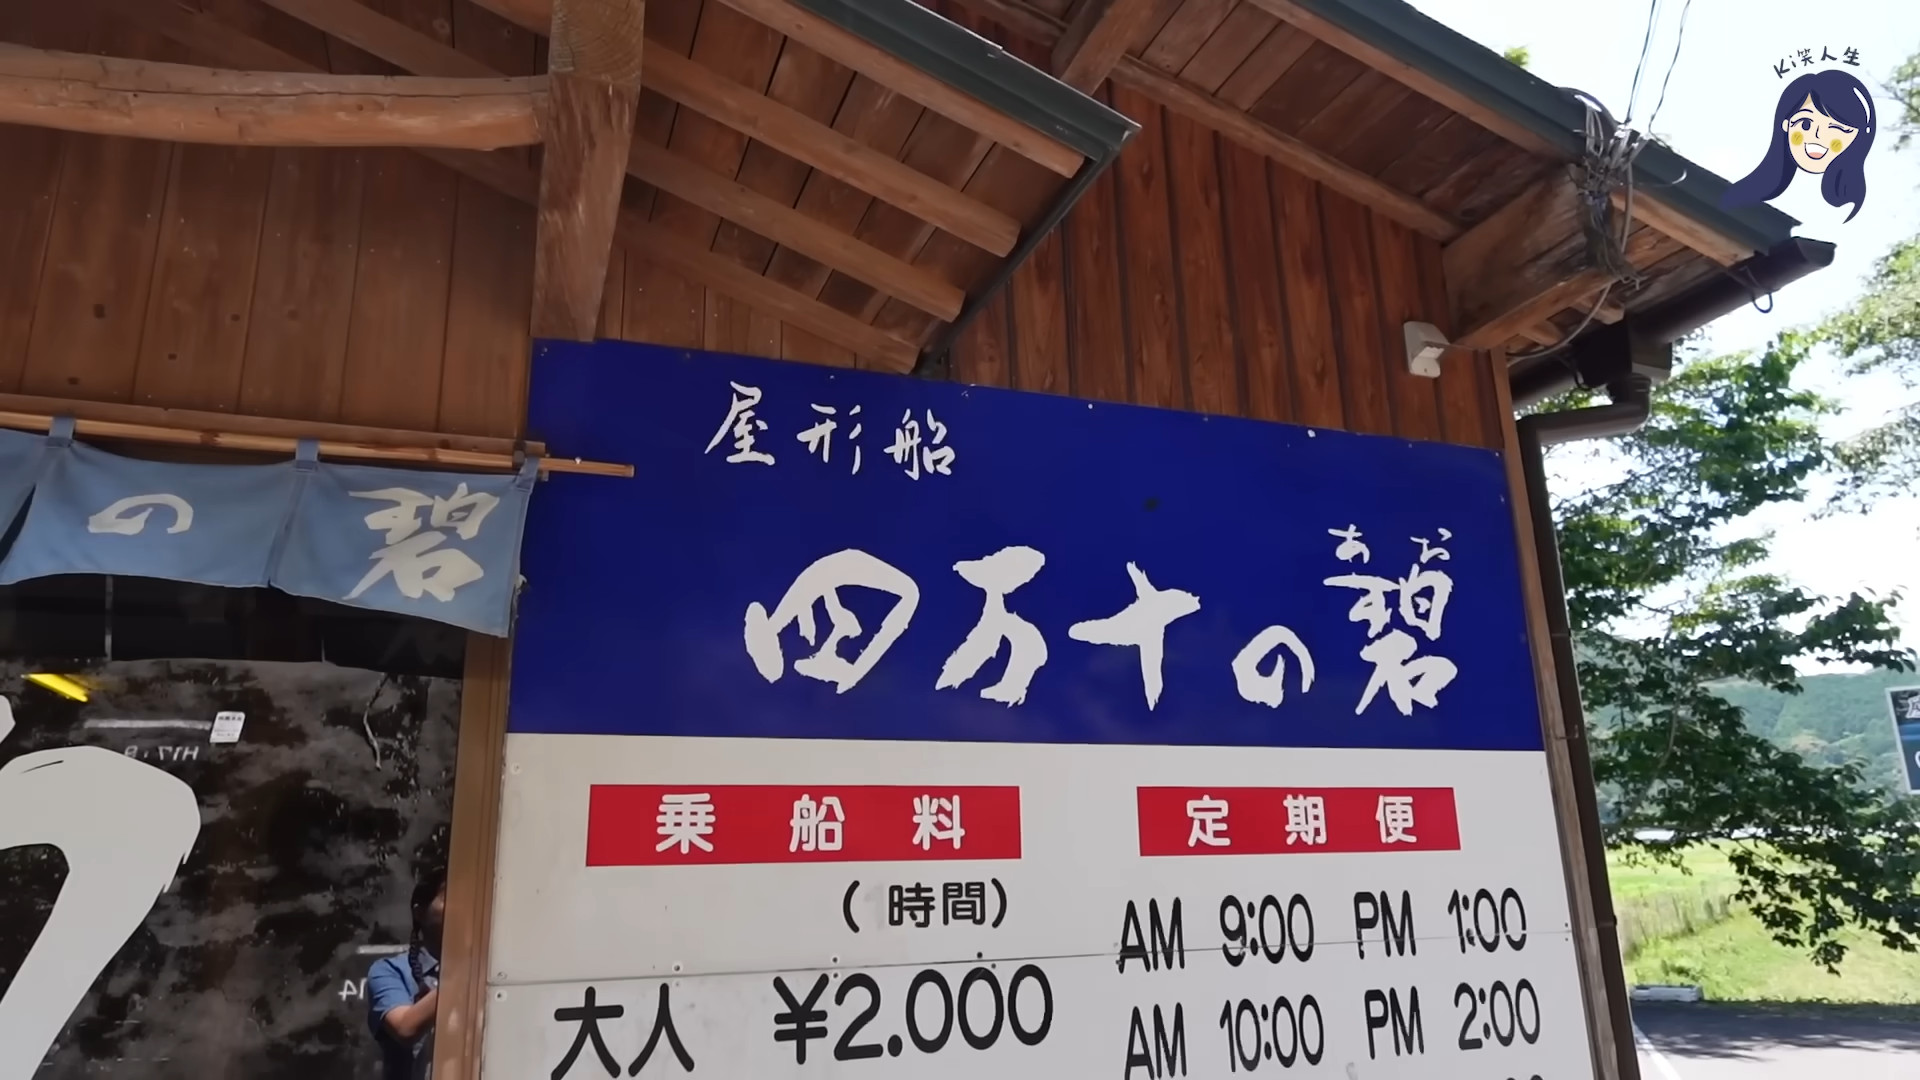 Ki笑人生
屋形船
あお
四万十の碧
の碧
乗船料
定期便
(時間)
AM 9:00 PM 1:00
大人 ¥2.000
AM 10:00 PM 2:00